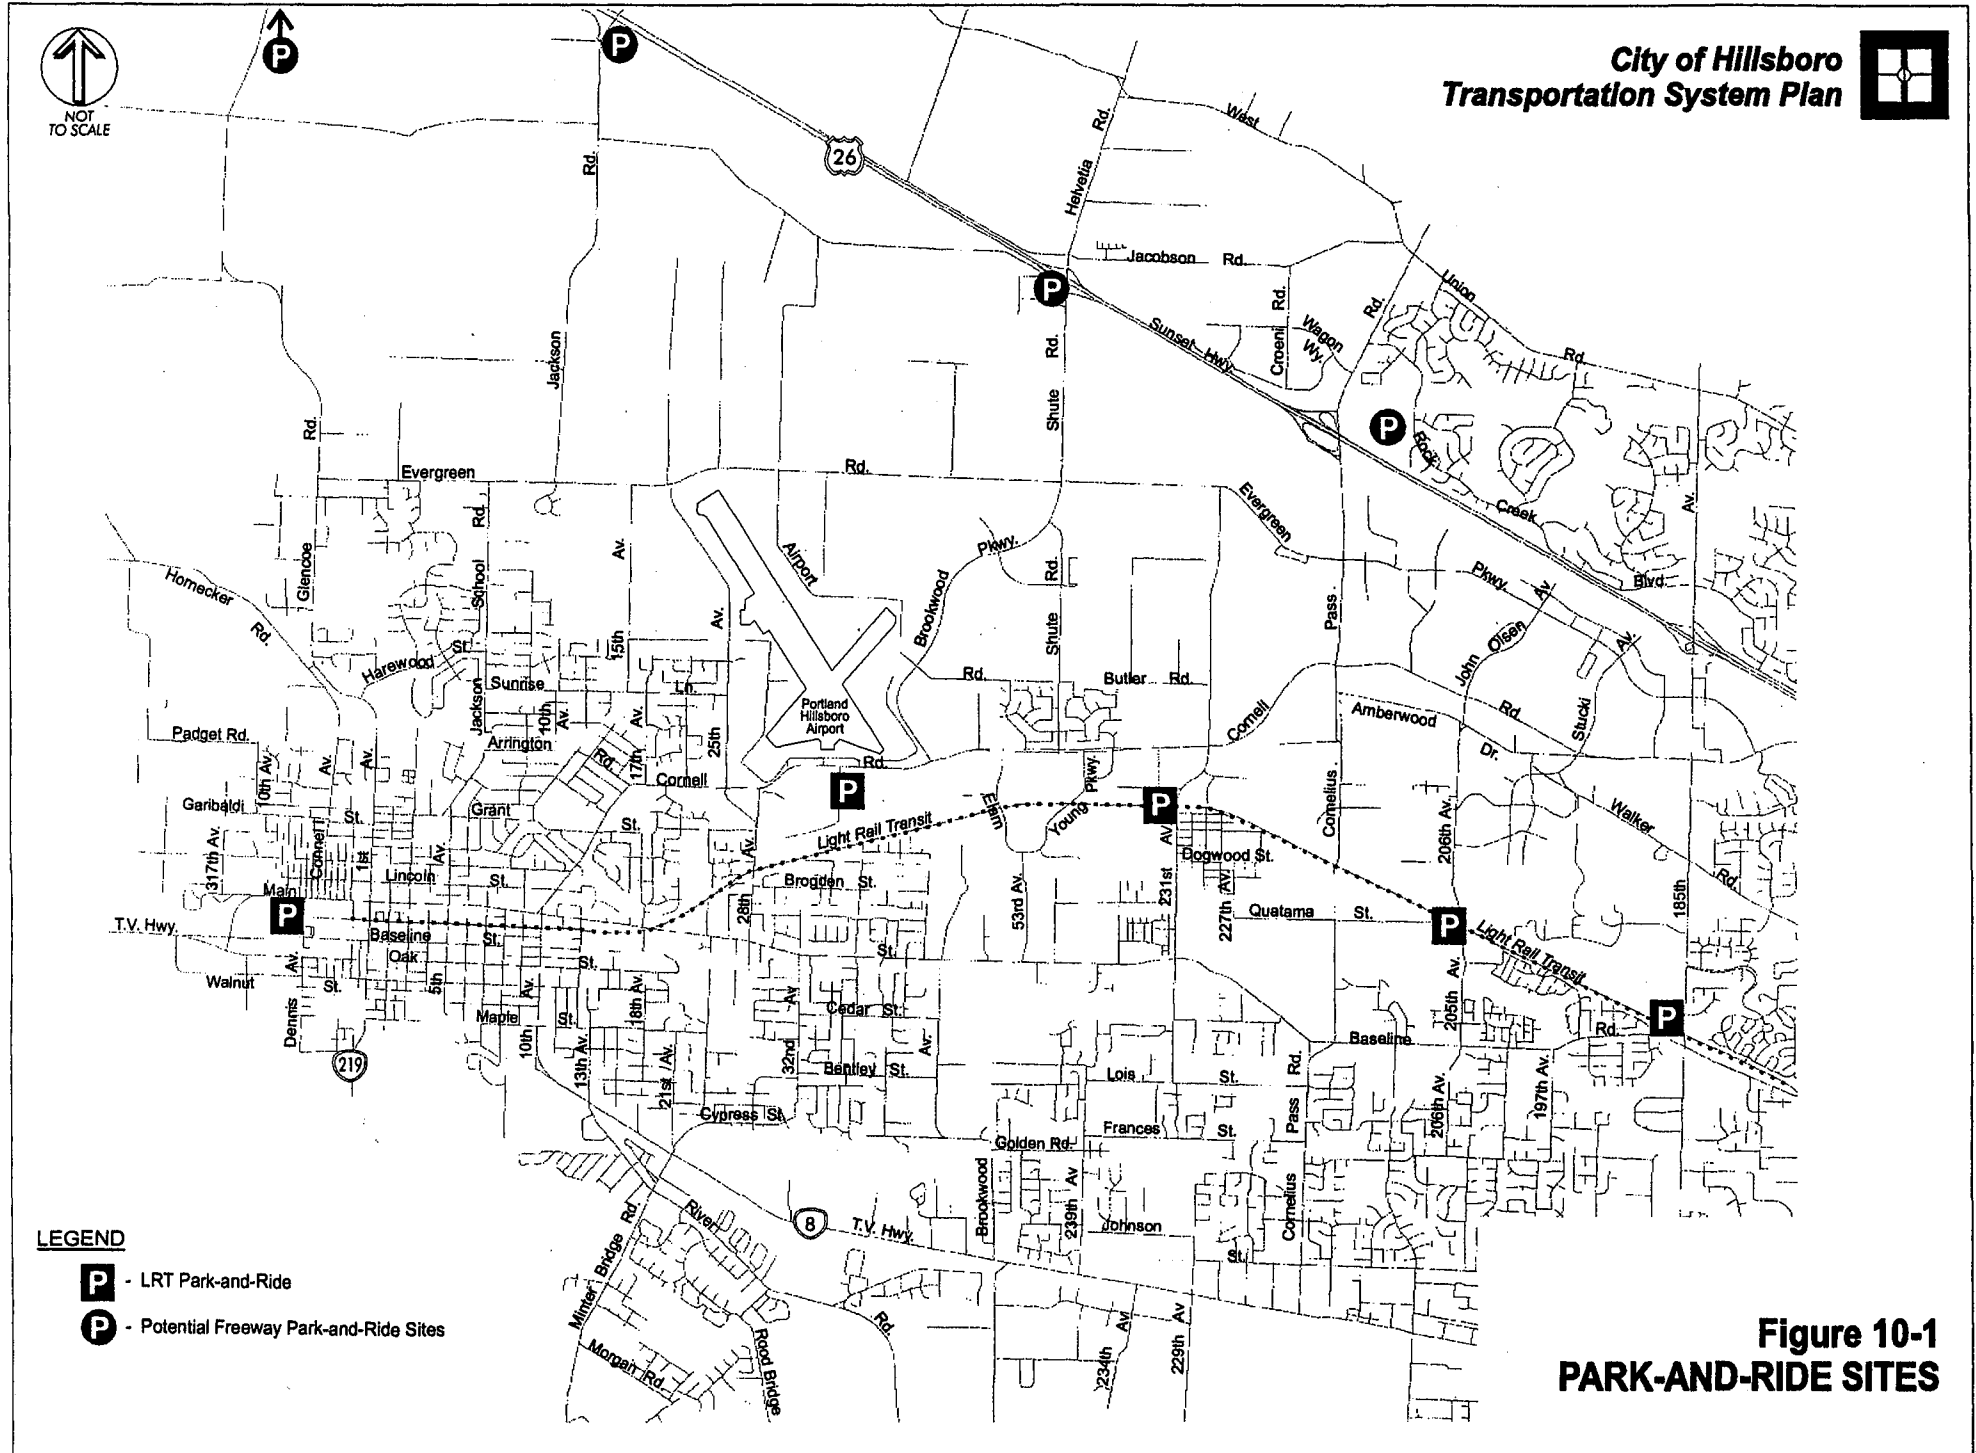 P
P
NOT
TO SCALE
City of Hillsboro
Transportation System Plan
26
Rd.
Helvetia
Rd.
West
Jacobson Rd.
P
Union
Rd.
Rd.
Croeni Rd.
Wagon
Wy.
Sunset Hwy.
Jackson
Rd.
Shute
P
Rock
Creek
Blvd.
Rd.
Glencoe
Evergreen
Rd.
Evergreen
Pkwy.
Av.
185th
School
Rd.
Jackson
Av.
15th
Airport
Pkwy.
Brookwood
Rd.
Shute
Pass
Cornelius
John Olsen
Av.
Stucki
Av.
Hornecker
Rd.
Harewood
St.
Sunrise
Ln.
Av.
25th
Rd.
Butler Rd.
Portland
Hillsboro
Airport
Cornell
Rd.
Amberwood
Dr.
Padget Rd.
10th Av.
Av.
Av.
10th
Av.
Arrington
Rd.
17th
Av.
Cornell
Rd.
P
Elam
Young
Pkwy.
P
Walker
Rd.
Garibaldi
St.
Grant
St.
317th Av.
Connell
1st
Av.
Lincoln
St.
Av.
28th
Light Rail Transit
Brogden St.
53rd Av.
Av.
231st
Dogwood St.
227th Av.
206th Av.
Main
P
T.V. Hwy.
Baseline
St.
Oak
St.
St.
Quatama St.
P
Light Rail Transit
Walnut
St.
Av.
Dennis
5th
Av.
10th
Maple
St.
18th Av.
Av.
32nd
Cedar St.
Av.
Av.
205th
Baseline
Rd.
P
219
13th Av.
21st Av.
Bentley St.
Lois
St.
Rd.
Pass
Cornelius
206th Av.
197th Av.
Cypress St.
Golden Rd.
Frances
St.
Brookwood
239th Av
Johnson
St.
Minter Bridge Rd.
River
Rd.
8
T.V. Hwy.
Morgan Rd.
Rood Bridge
234th
Av.
229th
Av
LEGEND
P - LRT Park-and-Ride
P - Potential Freeway Park-and-Ride Sites
Figure 10-1
PARK-AND-RIDE SITES